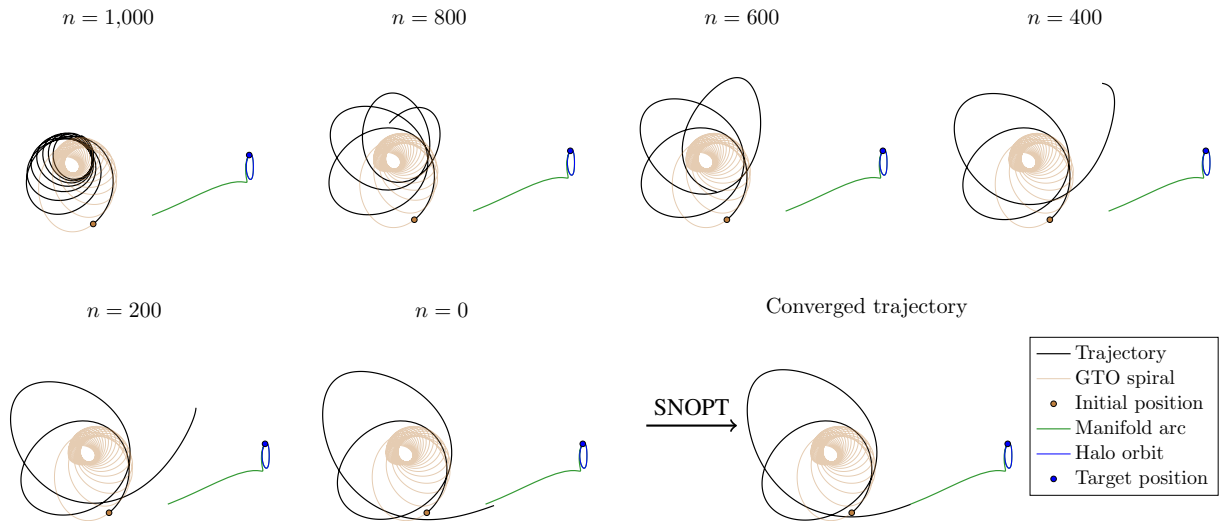 n = 1,000
n = 800
n = 600
n = 400
n = 200
n = 0
Converged trajectory
SNOPT
Trajectory
GTO spiral
Initial position
Manifold arc
Halo orbit
Target position